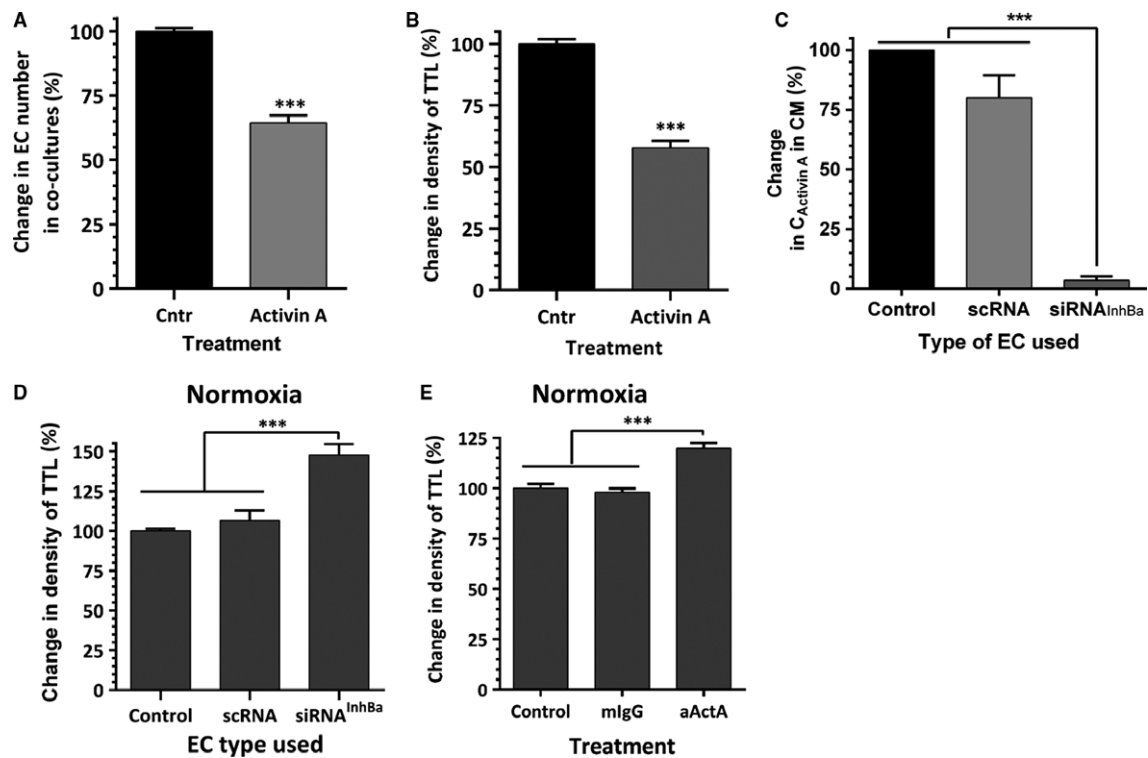 A
Change in EC number
in co-cultures (%)
100
75
50
25
0
***
Cntr
Activin A
Treatment
B
Change in density of TTL (%)
100
75
50
25
0
***
Cntr
Activin A
Treatment
C
Change
in CActivin A in CM (%)
100
75
50
25
0
***
Control
scRNA
siRNAInhBa
Type of EC used
D
Normoxia
Change in density of TTL (%)
150
125
100
75
50
25
0
***
Control
scRNA
siRNAInhBa
EC type used
E
Normoxia
Change in density of TTL (%)
125
100
75
50
25
0
***
Control
mIgG
aActA
Treatment